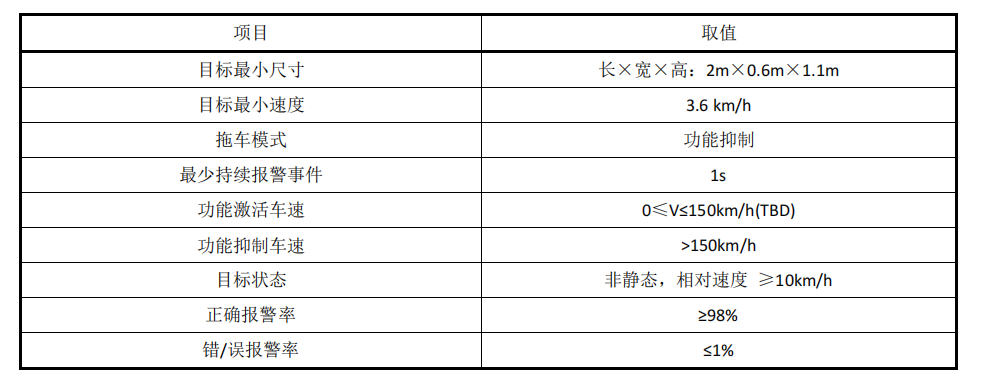 项目 取值
目标最小尺寸 长×宽×高：2m×0.6m×1.1m
目标最小速度 3.6 km/h
拖车模式 功能抑制
最少持续报警事件 1s
功能激活车速 0≤V≤150km/h(TBD)
功能抑制车速 >150km/h
目标状态 非静态，相对速度 ≥10km/h
正确报警率 ≥98%
错/误报警率 ≤1%